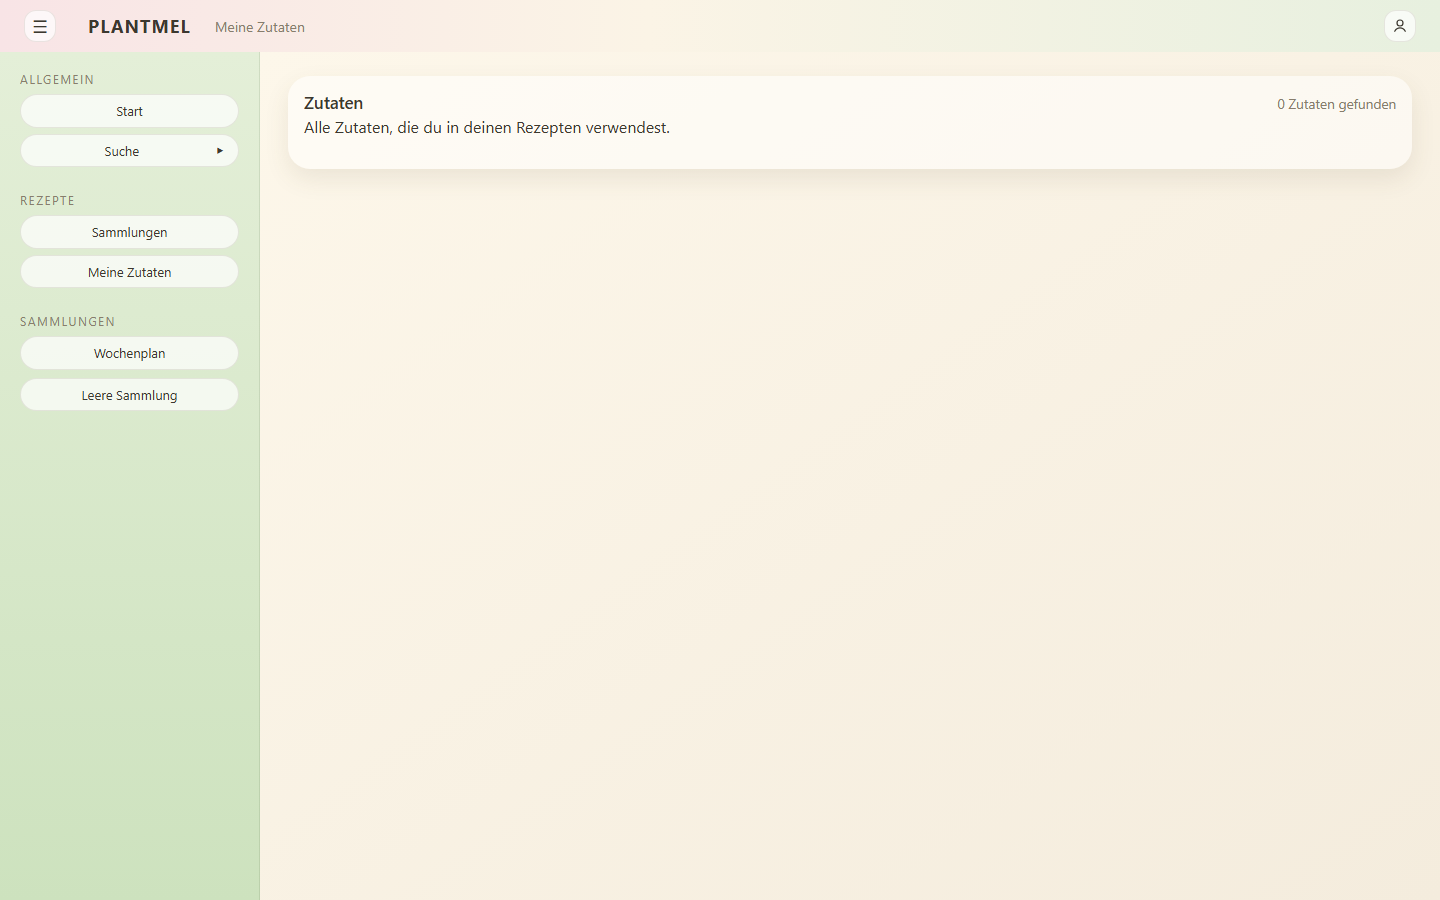 PLANTMEL
Meine Zutaten
ALLGEMEIN
Start
Suche
REZEPTE
Sammlungen
Meine Zutaten
SAMMLUNGEN
Wochenplan
Leere Sammlung
Zutaten
0 Zutaten gefunden
Alle Zutaten, die du in deinen Rezepten verwendest.